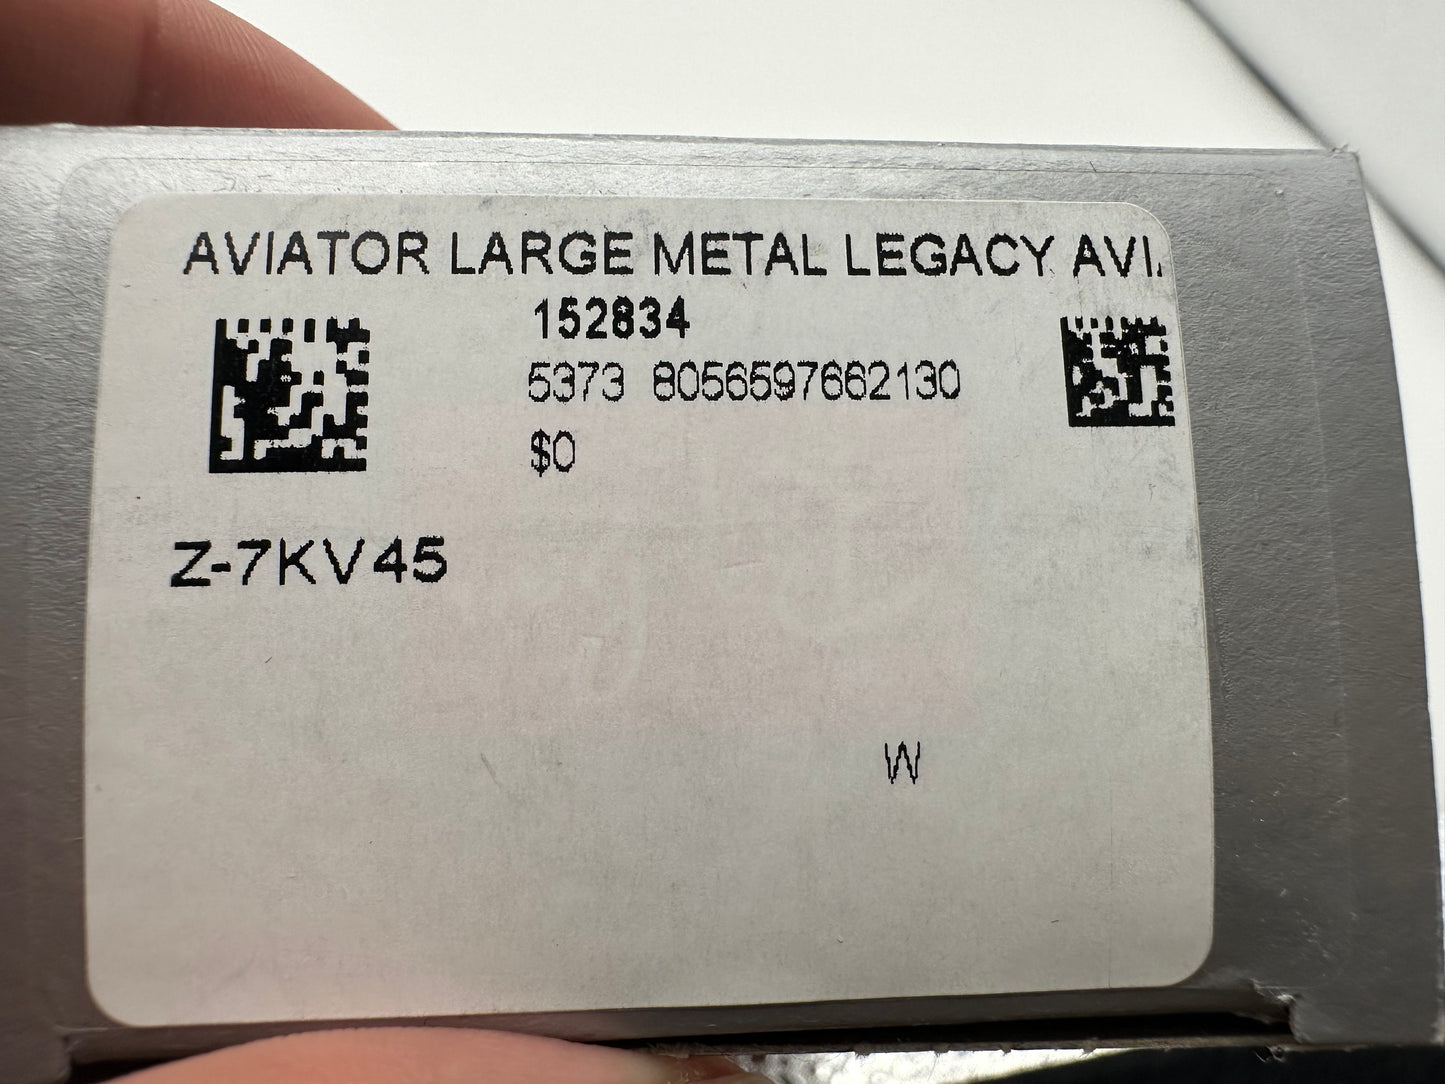 AVIATOR LARGE METAL LEGACY AVI
152834
5373 8056597662130
$0
Z-7KV45
W